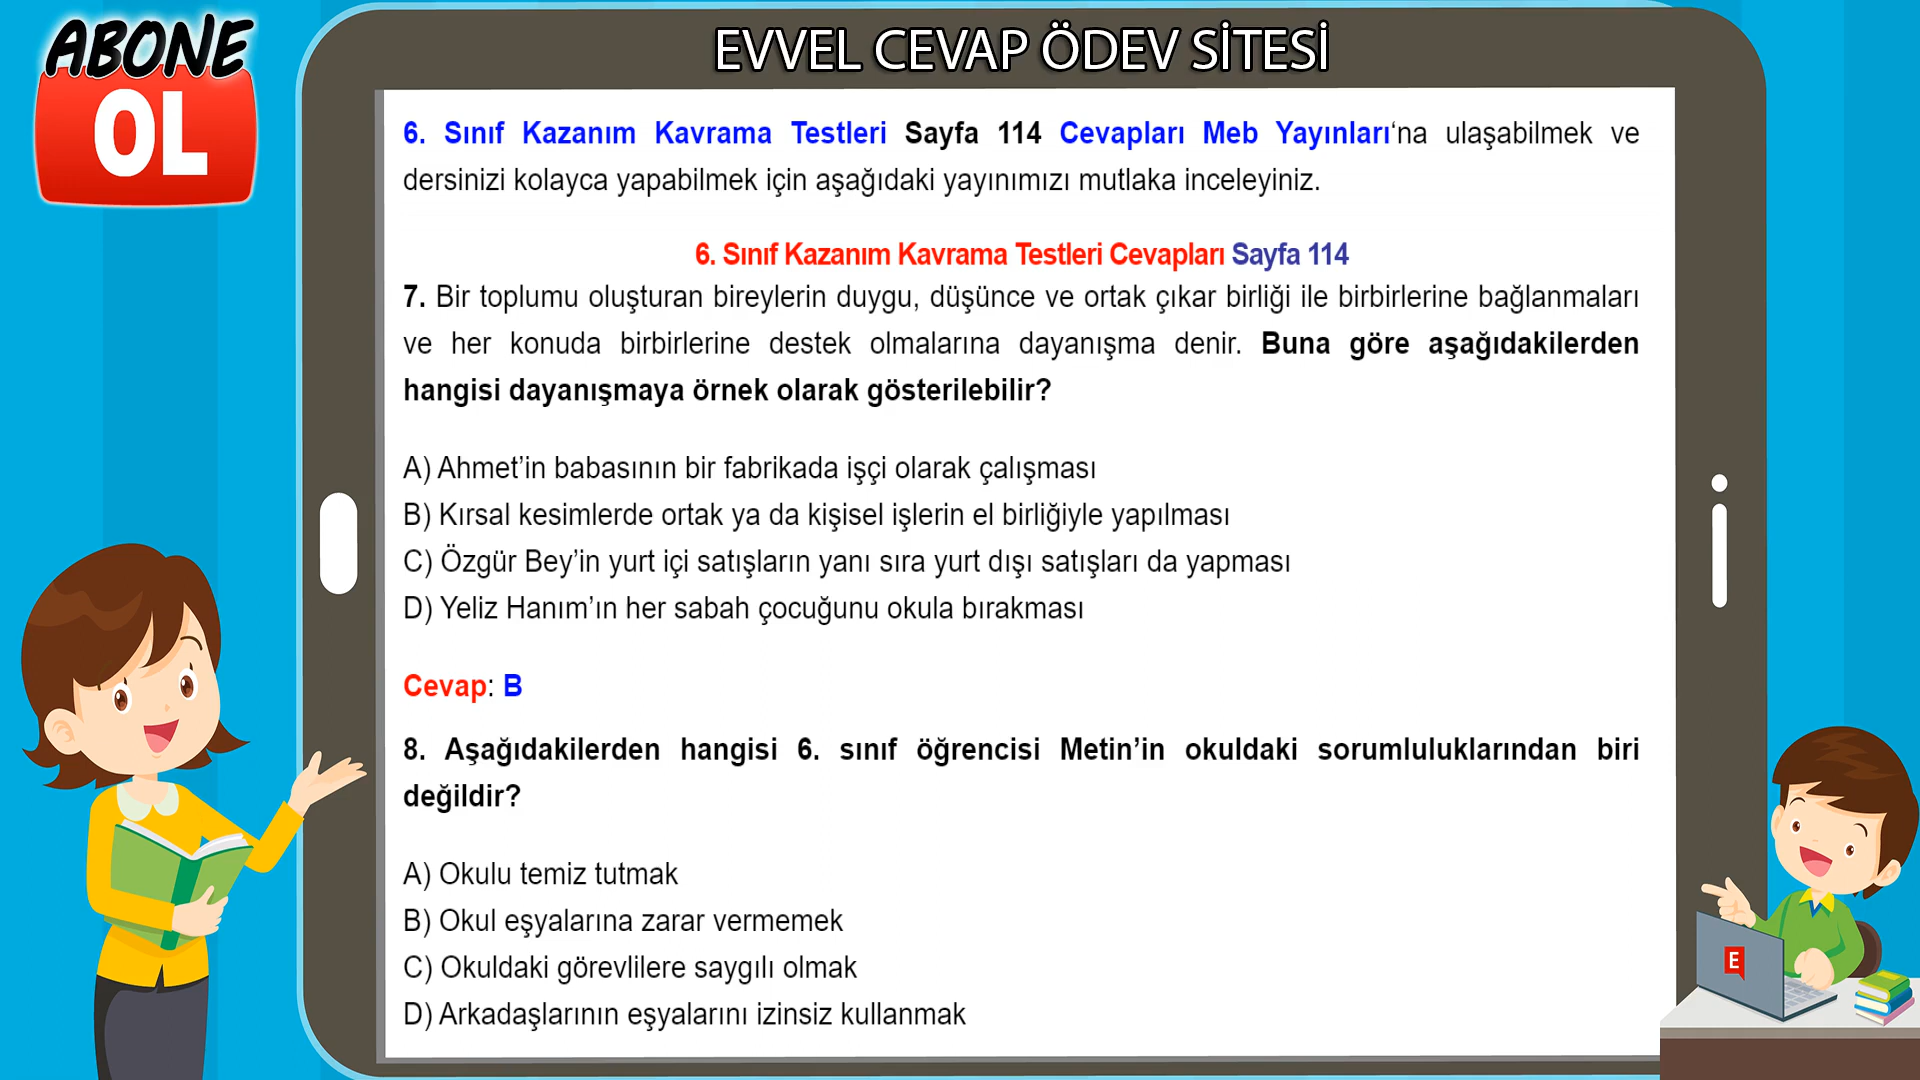 ABONE
OL
EVVEL CEVAP ÖDEV SİTESİ
6. Sınıf Kazanım Kavrama Testleri Sayfa 114 Cevapları Meb Yayınları‘na ulaşabilmek ve
dersinizi kolayca yapabilmek için aşağıdaki yayınımızı mutlaka inceleyiniz.
6. Sınıf Kazanım Kavrama Testleri Cevapları Sayfa 114
7. Bir toplumu oluşturan bireylerin duygu, düşünce ve ortak çıkar birliği ile birbirlerine bağlanmaları
ve her konuda birbirlerine destek olmalarına dayanışma denir. Buna göre aşağıdakilerden
hangisi dayanışmaya örnek olarak gösterilebilir?
A) Ahmet’in babasının bir fabrikada işçi olarak çalışması
B) Kırsal kesimlerde ortak ya da kişisel işlerin el birliğiyle yapılması
C) Özgür Bey’in yurt içi satışların yanı sıra yurt dışı satışları da yapması
D) Yeliz Hanım’ın her sabah çocuğunu okula bırakması
Cevap: B
8. Aşağıdakilerden hangisi 6. sınıf öğrencisi Metin’in okuldaki sorumluluklarından biri
değildir?
A) Okulu temiz tutmak
B) Okul eşyalarına zarar vermemek
C) Okuldaki görevlilere saygılı olmak
D) Arkadaşlarının eşyalarını izinsiz kullanmak
E